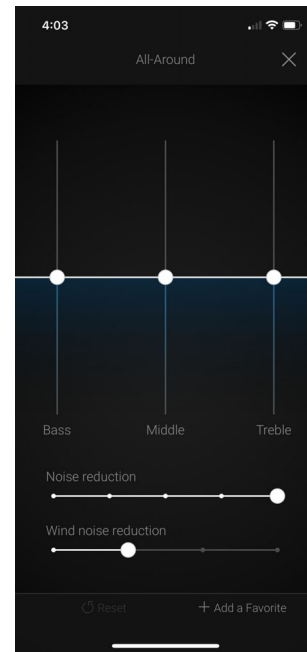 4:03
All-Around
Bass Middle Treble
Noise reduction
Wind noise reduction
Reset + Add a Favorite